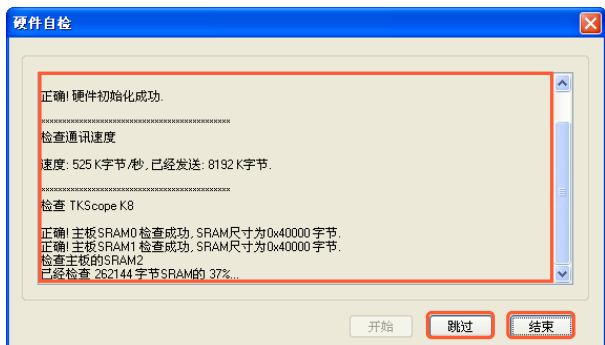 硬件自检
正确! 硬件初始化成功.
********************************************
检查通讯速度
速度: 525 K字节/秒, 已经发送: 8192 K字节.
********************************************
检查 TKScope K8
正确! 主板SRAM0 检查成功, SRAM尺寸为0x40000 字节.
正确! 主板SRAM1 检查成功, SRAM尺寸为0x40000 字节.
检查主板的SRAM2
已经检查 262144 字节SRAM的 37%...
开始 跳过 结束